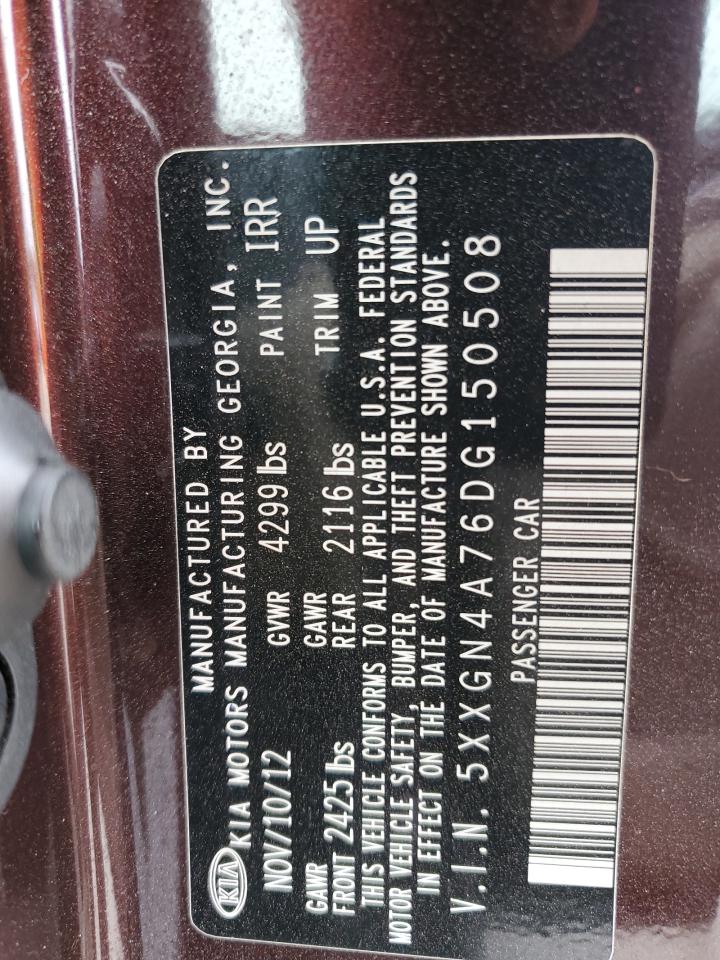 MANUFACTURED BY
KIA KIA MOTORS MANUFACTURING GEORGIA, INC.
NOV/10/12 GVWR 4299 lbs PAINT IRR
GAWR GAWR
FRONT 2425 lbs REAR 2116 lbs TRIM UP
THIS VEHICLE CONFORMS TO ALL APPLICABLE U.S.A. FEDERAL
MOTOR VEHICLE SAFETY, BUMPER, AND THEFT PREVENTION STANDARDS
IN EFFECT ON THE DATE OF MANUFACTURE SHOWN ABOVE.
V.I.N. 5XXGN4A76DG150508
PASSENGER CAR